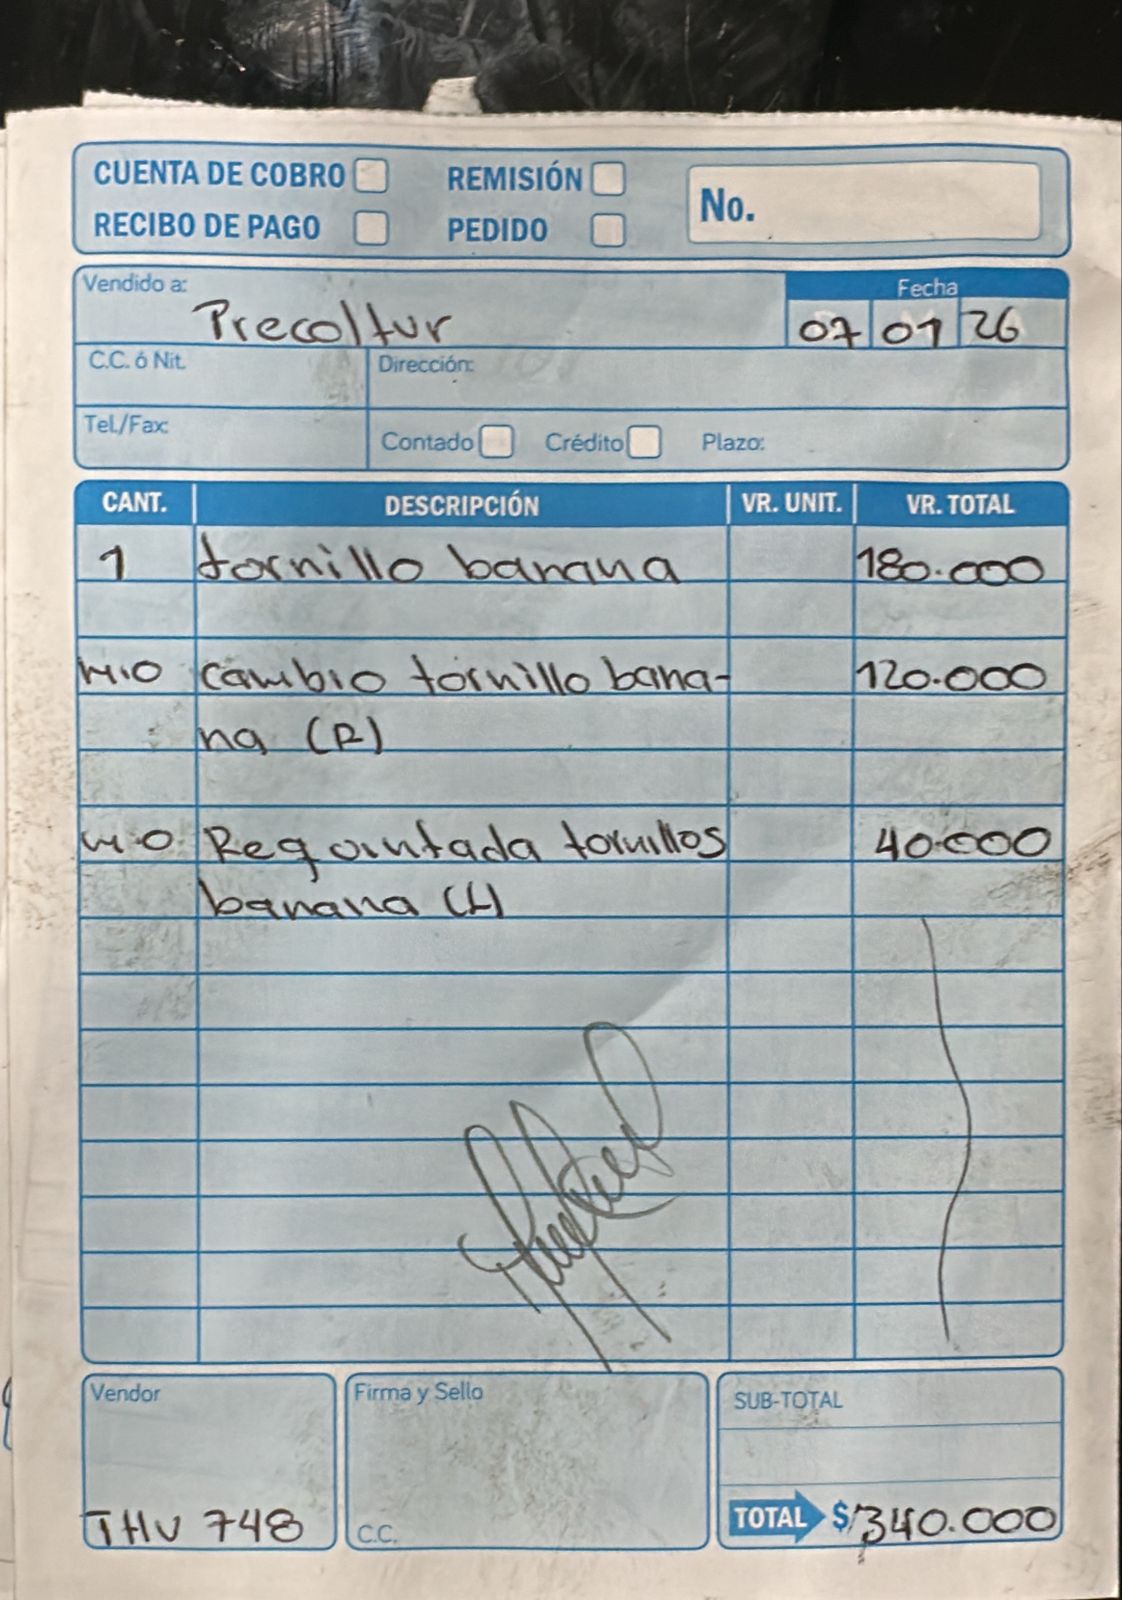 CUENTA DE COBRO REMISIÓN No.
RECIBO DE PAGO PEDIDO
Vendido a: Fecha
Precoltur 07 01 26
C.C. ó Nit. Dirección:
Tel./Fax: Contado Crédito Plazo:
CANT. DESCRIPCIÓN VR. UNIT. VR. TOTAL
1 tornillo banana 180.000
M.O cambio tornillo bana- 120.000
na (R)
M.O Requintada tornillos 40.000
banana (L)
Vendor Firma y Sello SUB-TOTAL
THV 748 C.C. TOTAL $ 340.000